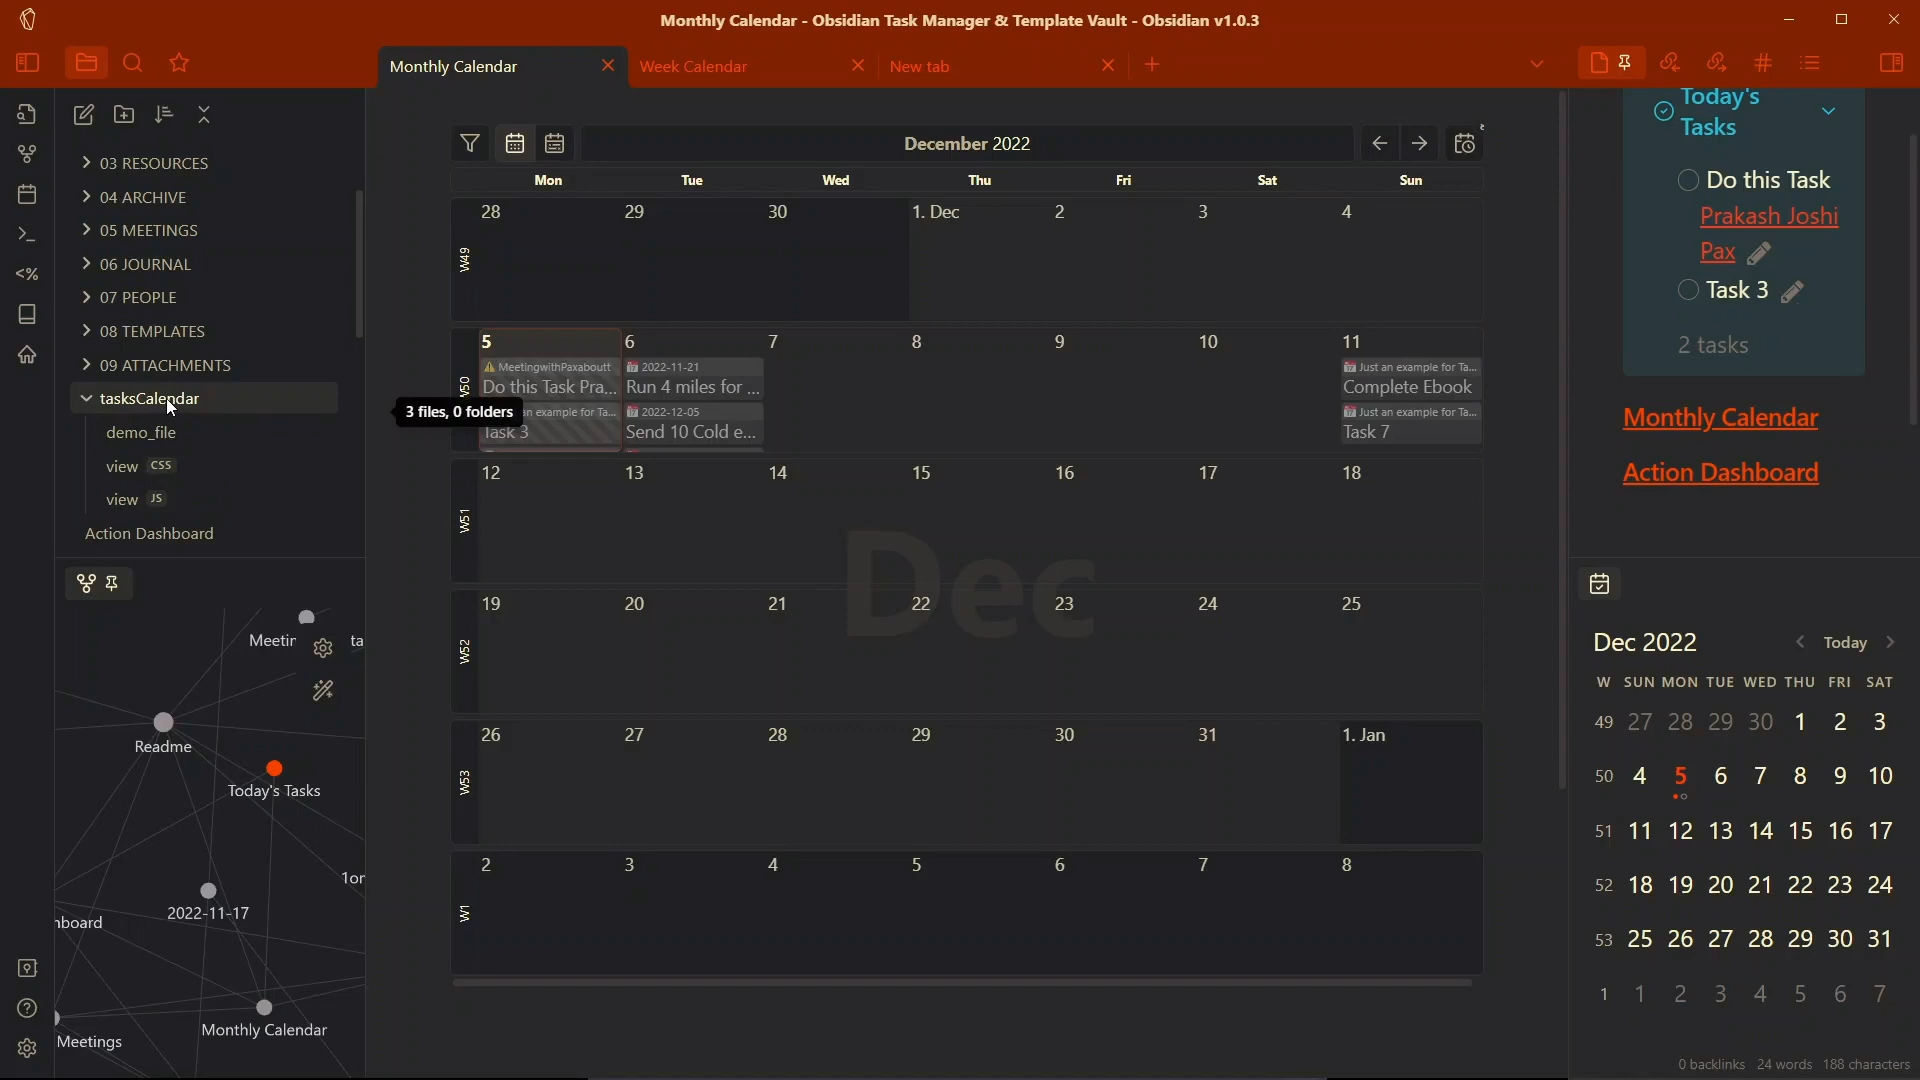 Monthly Calendar - Obsidian Task Manager & Template Vault - Obsidian v1.0.3
Monthly Calendar
Week Calendar
New tab
03 RESOURCES
04 ARCHIVE
05 MEETINGS
06 JOURNAL
07 PEOPLE
08 TEMPLATES
09 ATTACHMENTS
tasksCalendar
demo_file
view CSS
view JS
Action Dashboard
3 files, 0 folders
Meetir
ta
Readme
Today's Tasks
1or
2022-11-17
nboard
Monthly Calendar
Meetings
December 2022
Mon Tue Wed Thu Fri Sat Sun
W49
28 29 30 1. Dec 2 3 4
W50
5 6 7 8 9 10 11
MeetingwithPaxaboutt
Do this Task Pra...
an example for Ta...
Task 3
2022-11-21
Run 4 miles for ...
2022-12-05
Send 10 Cold e...
Just an example for Ta...
Complete Ebook
Just an example for Ta...
Task 7
W51
12 13 14 15 16 17 18
Dec
W52
19 20 21 22 23 24 25
W53
26 27 28 29 30 31 1. Jan
W1
2 3 4 5 6 7 8
Today's
Tasks
Do this Task
Prakash Joshi
Pax
Task 3
2 tasks
Monthly Calendar
Action Dashboard
Dec 2022 Today
W SUN MON TUE WED THU FRI SAT
49 27 28 29 30 1 2 3
50 4 5 6 7 8 9 10
51 11 12 13 14 15 16 17
52 18 19 20 21 22 23 24
53 25 26 27 28 29 30 31
1 1 2 3 4 5 6 7
0 backlinks 24 words 188 characters